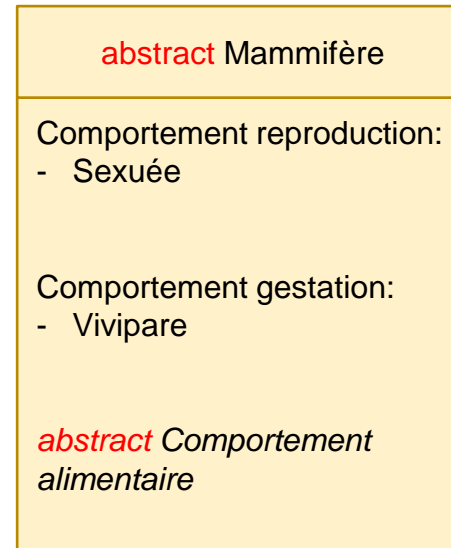 abstract Mammifère
Comportement reproduction:
- Sexuée
Comportement gestation:
- Vivipare
abstract Comportement
alimentaire